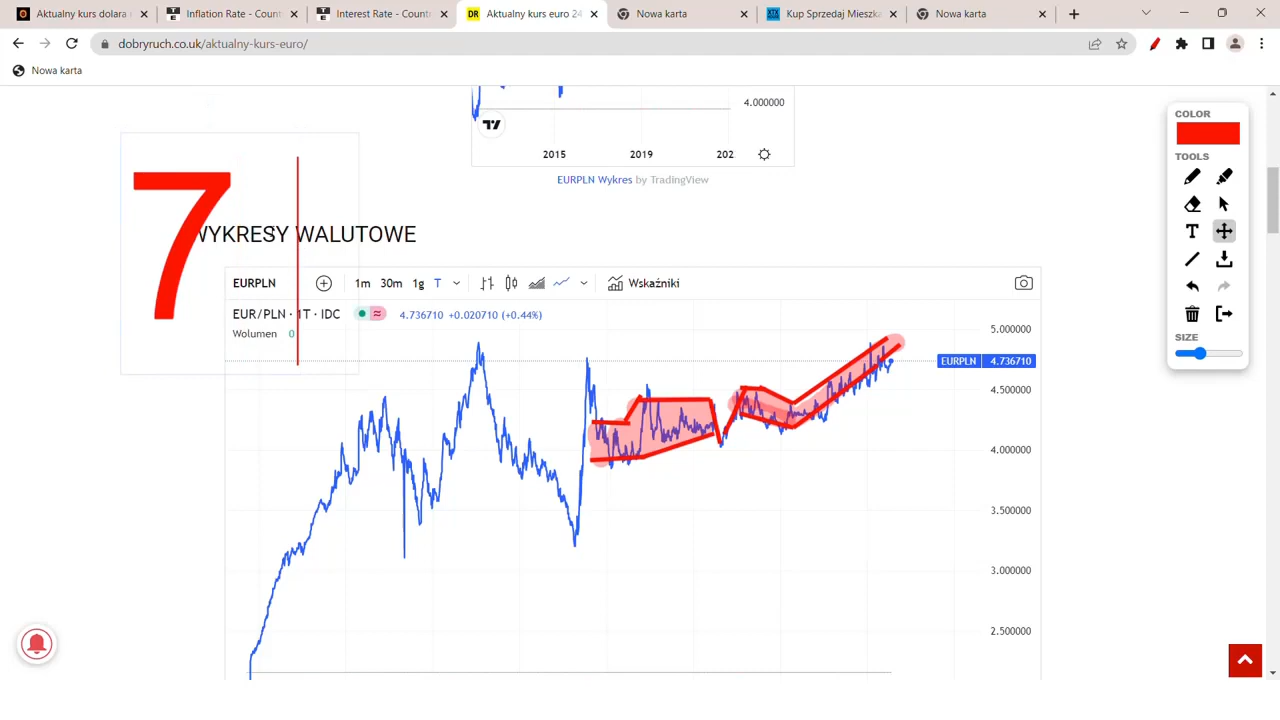 Aktualny kurs dolara
Inflation Rate - Count
Interest Rate - Countr
DR Aktualny kurs euro 24
Nowa karta
XTX Kup Sprzedaj Mieszka
Nowa karta
dobryruch.co.uk/aktualny-kurs-euro/
Nowa karta
4.000000
2015 2019 202
EURPLN Wykres by TradingView
7
WYKRESY WALUTOWE
EURPLN 1m 30m 1g T Wskaźniki
EUR/PLN · 1T · IDC 4.736710 +0.020710 (+0.44%)
Wolumen 0
5.000000
EURPLN 4.736710
4.500000
4.000000
3.500000
3.000000
2.500000
COLOR
TOOLS
T
SIZE